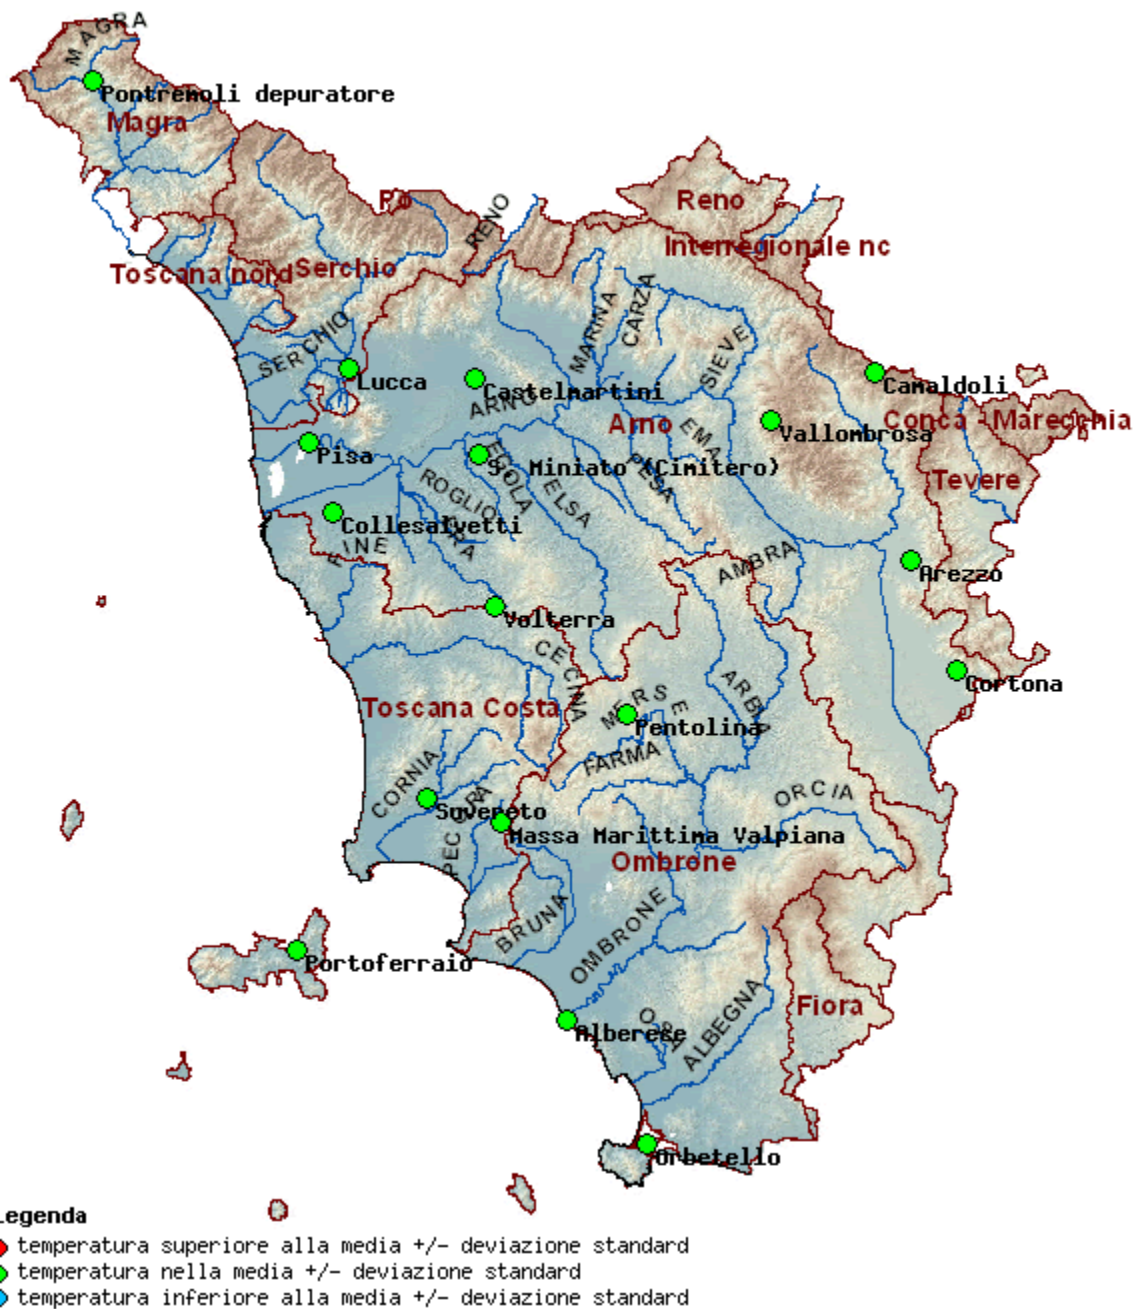 MAGRA
Pontremoli depuratore
Magra
Po
RENO
Reno
Interregionale nc
Toscana nord
Serchio
SERCHIO
MARINA
CARZA
SIEVE
Lucca
Castelmartini
Camaldoli
ARNO
Arno
EMA
Vallombrosa
Conca - Marecchia
Pisa
EGOLA
S. Miniato (Cimitero)
ELSA
PESA
Tevere
ROGLIO
ERA
Collesalvetti
FINE
AMBRA
Arezzo
Volterra
CECINA
Cortona
Toscana Costa
MERSE
ARBIA
Pentolina
FARMA
CORNIA
ORCIA
Suvereto
PECORA
Massa Marittima Valpiana
Ombrone
BRUNA
OMBRONE
Portoferraio
Fiora
Alberese
OSA
ALBEGNA
Orbetello
Legenda
temperatura superiore alla media +/- deviazione standard
temperatura nella media +/- deviazione standard
temperatura inferiore alla media +/- deviazione standard